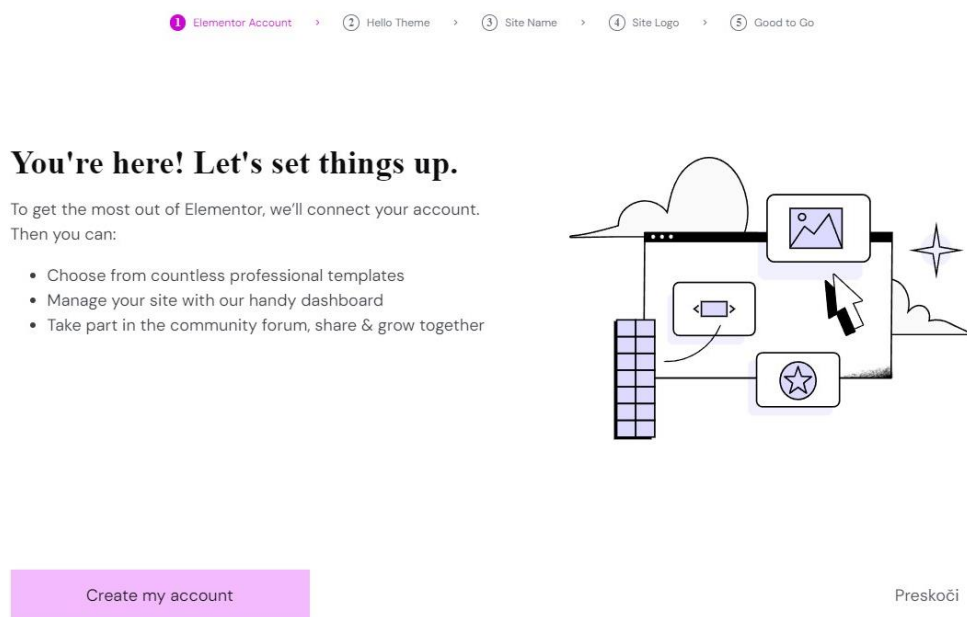 1 Elementor Account > 2 Hello Theme > 3 Site Name > 4 Site Logo > 5 Good to Go
You're here! Let's set things up.
To get the most out of Elementor, we’ll connect your account.
Then you can:
• Choose from countless professional templates
• Manage your site with our handy dashboard
• Take part in the community forum, share & grow together
Create my account
Preskoči